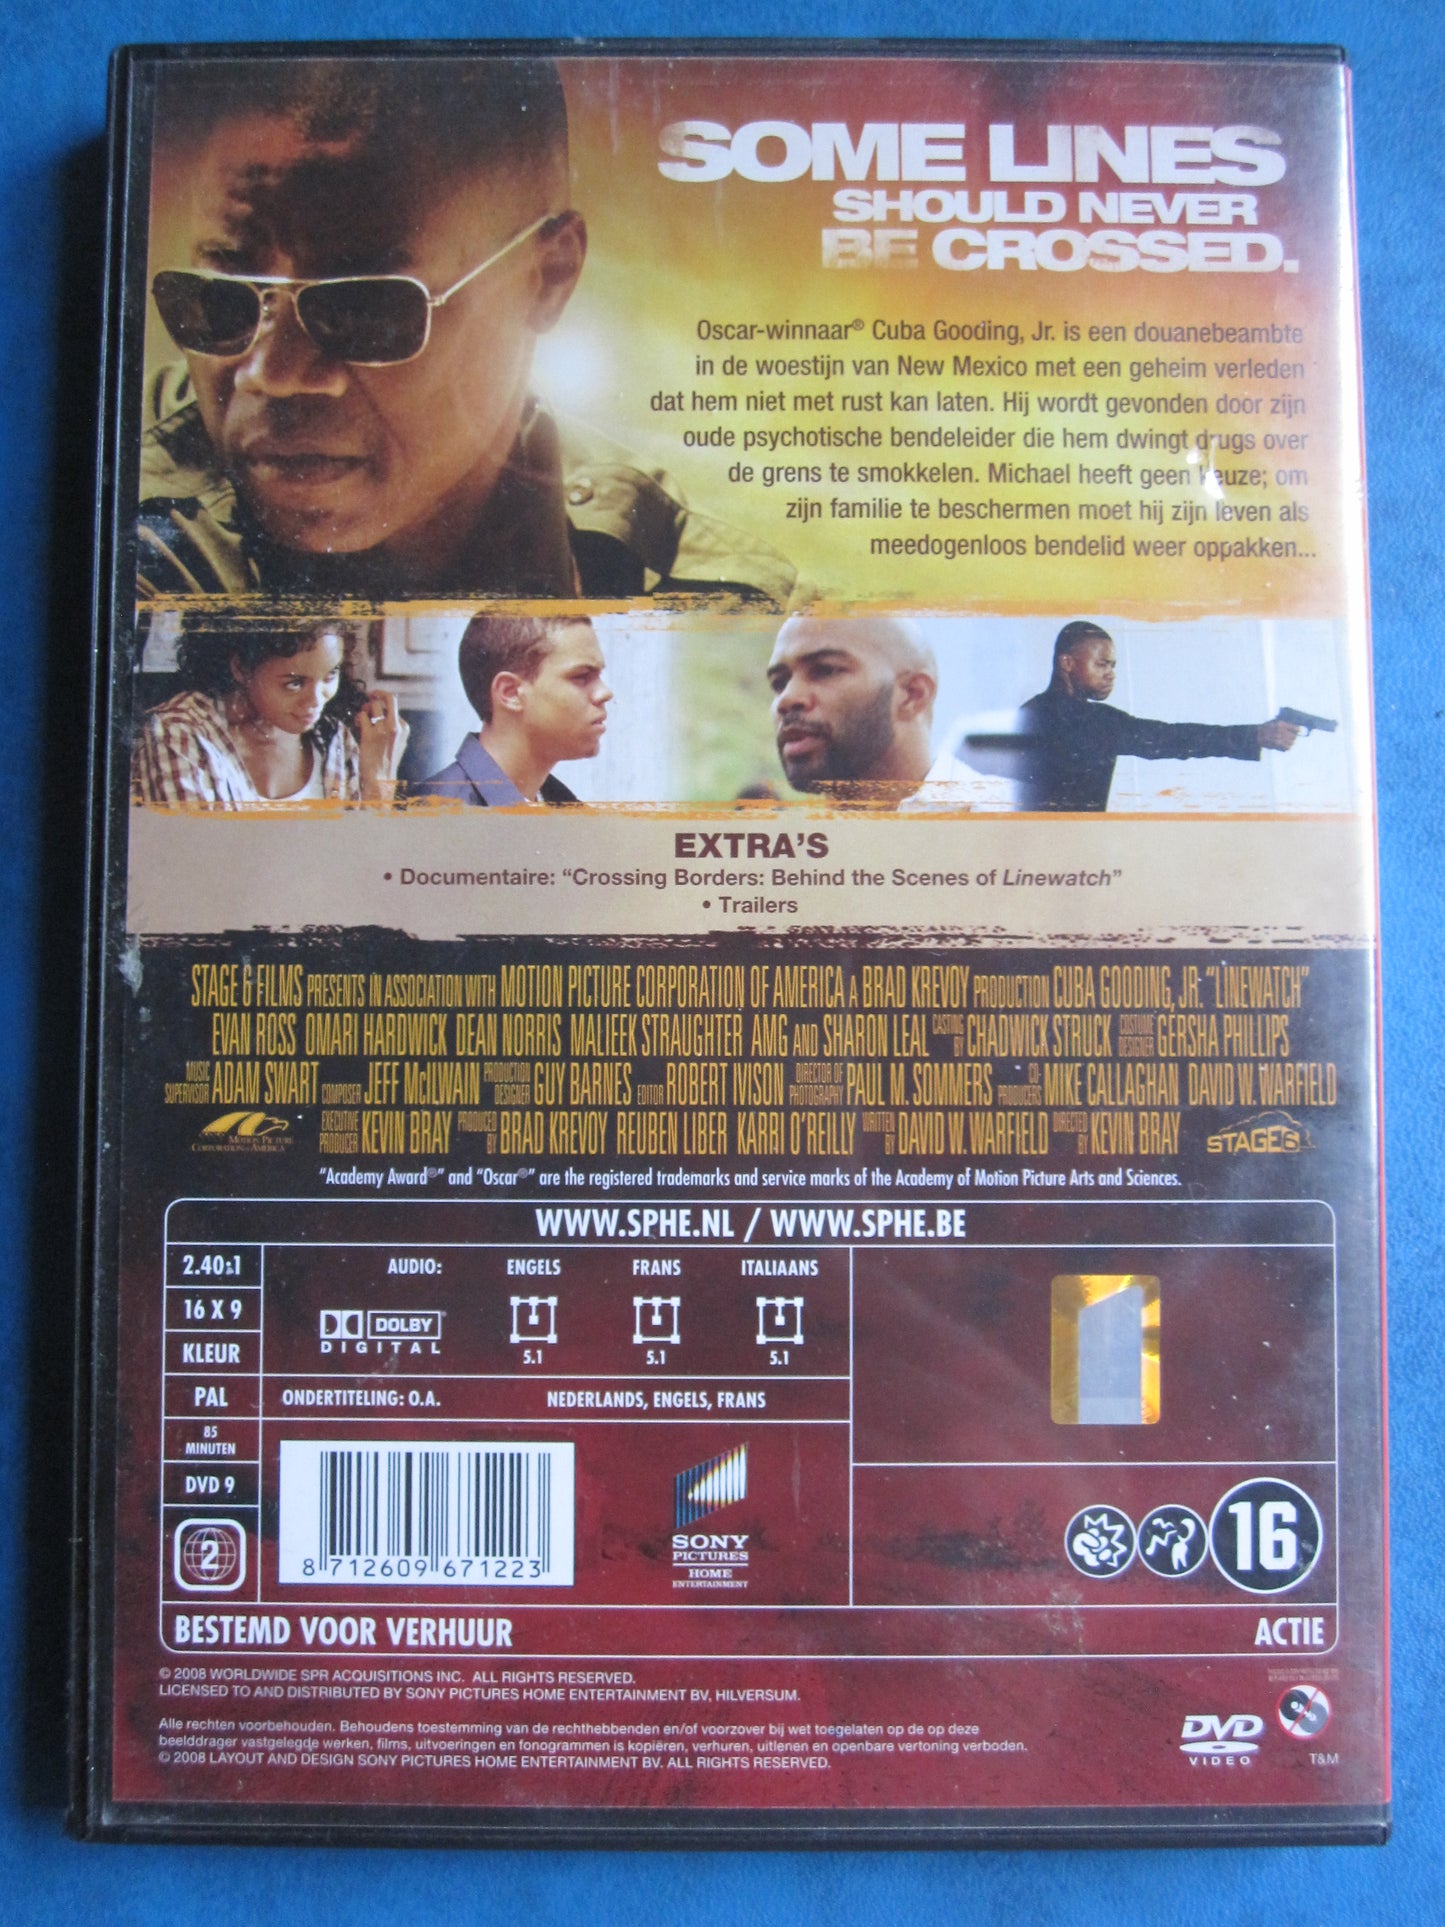 SOME LINES
SHOULD NEVER
BE CROSSED.
Oscar-winnaar® Cuba Gooding, Jr. is een douanebeambte
in de woestijn van New Mexico met een geheim verleden
dat hem niet met rust kan laten. Hij wordt gevonden door zijn
oude psychotische bendeleider die hem dwingt drugs over
de grens te smokkelen. Michael heeft geen keuze; om
zijn familie te beschermen moet hij zijn leven als
meedogenloos bendelid weer oppakken...
EXTRA'S
• Documentaire: “Crossing Borders: Behind the Scenes of Linewatch”
• Trailers
STAGE 6 FILMS PRESENTS IN ASSOCIATION WITH MOTION PICTURE CORPORATION OF AMERICA A BRAD KREVOY PRODUCTION CUBA GOODING, JR. "LINEWATCH"
EVAN ROSS OMARI HARDWICK DEAN NORRIS MALIEEK STRAUGHTER AMG AND SHARON LEAL CASTING BY CHADWICK STRUCK COSTUME DESIGNER GERSHA PHILLIPS
MUSIC SUPERVISOR ADAM SWART COMPOSER JEFF McILWAIN PRODUCTION DESIGNER GUY BARNES EDITOR ROBERT IVISON DIRECTOR OF PHOTOGRAPHY PAUL M. SOMMERS CO-PRODUCERS MIKE CALLAGHAN DAVID W. WARFIELD
MOTION PICTURE CORPORATION OF AMERICA EXECUTIVE PRODUCER KEVIN BRAY PRODUCED BY BRAD KREVOY REUBEN LIBER KARRI O'REILLY WRITTEN BY DAVID W. WARFIELD DIRECTED BY KEVIN BRAY STAGE 6
“Academy Award®” and “Oscar®” are the registered trademarks and service marks of the Academy of Motion Picture Arts and Sciences.
WWW.SPHE.NL / WWW.SPHE.BE
2.40:1
16 X 9
KLEUR
PAL
85
MINUTEN
DVD 9
2
AUDIO: ENGELS FRANS ITALIAANS
DOLBY
DIGITAL
5.1 5.1 5.1
ONDERTITELING: O.A. NEDERLANDS, ENGELS, FRANS
8 712609 671223
SONY
PICTURES
HOME
ENTERTAINMENT
16
BESTEMD VOOR VERHUUR ACTIE
© 2008 WORLDWIDE SPR ACQUISITIONS INC. ALL RIGHTS RESERVED.
LICENSED TO AND DISTRIBUTED BY SONY PICTURES HOME ENTERTAINMENT BV, HILVERSUM.
Alle rechten voorbehouden. Behoudens toestemming van de rechthebbenden en/of voorzover bij wet toegelaten op de op deze
beelddrager vastgelegde werken, films, uitvoeringen en fonogrammen is kopiëren, verhuren, uitlenen en openbare vertoning verboden.
© 2008 LAYOUT AND DESIGN SONY PICTURES HOME ENTERTAINMENT BV. ALL RIGHTS RESERVED.
DVD
VIDEO
T&M